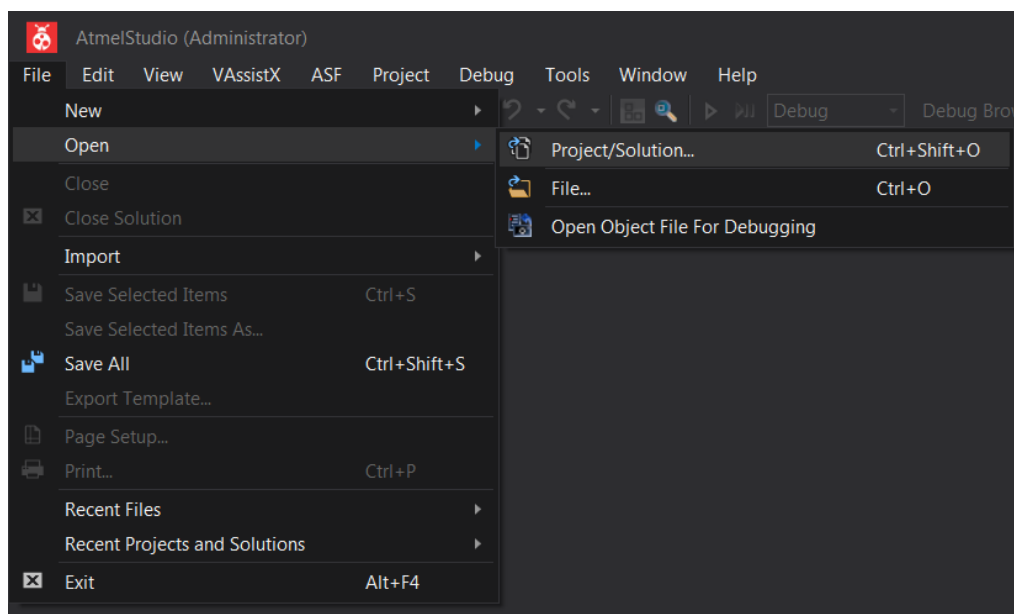 AtmelStudio (Administrator)
File Edit View VAssistX ASF Project Debug Tools Window Help
New
Debug Debug Bro
Open
Project/Solution... Ctrl+Shift+O
Close
File... Ctrl+O
Close Solution
Open Object File For Debugging
Import
Save Selected Items Ctrl+S
Save Selected Items As...
Save All Ctrl+Shift+S
Export Template...
Page Setup...
Print... Ctrl+P
Recent Files
Recent Projects and Solutions
Exit Alt+F4